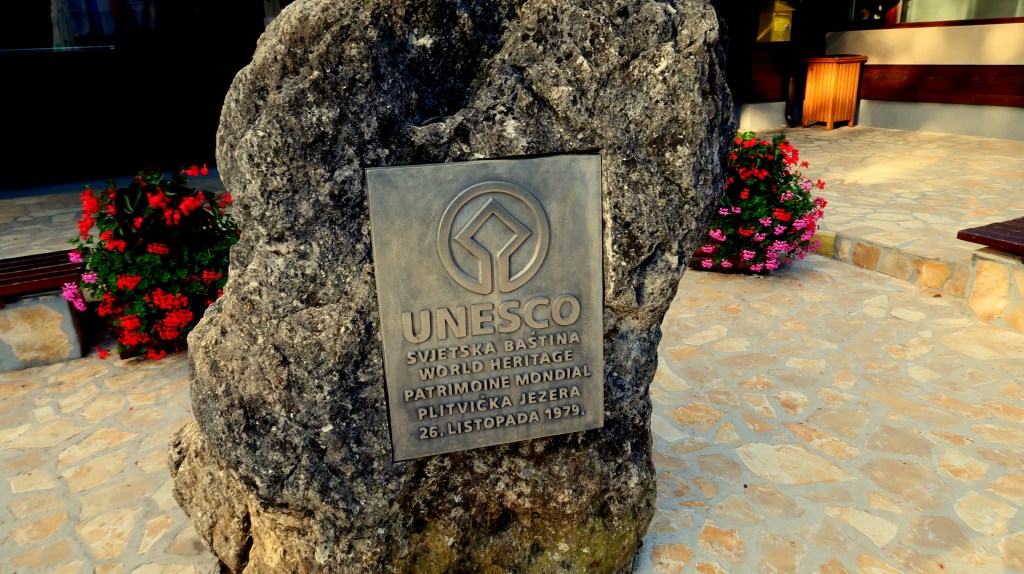 UNESCO
SVJETSKA BAŠTINA
WORLD HERITAGE
PATRIMOINE MONDIAL
PLITVIČKA JEZERA
26. LISTOPADA 1979.